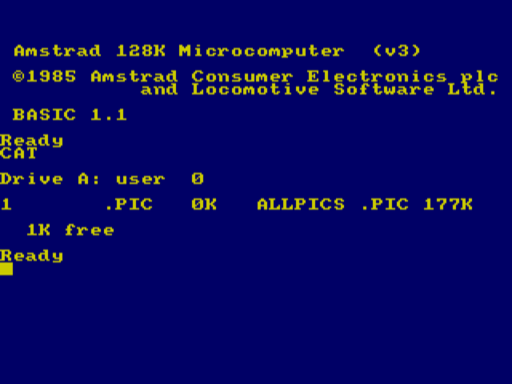 Amstrad 128K Microcomputer (v3)
©1985 Amstrad Consumer Electronics plc
and Locomotive Software Ltd.
BASIC 1.1
Ready
CAT
Drive A: user 0
1 .PIC 0K ALLPICS .PIC 177K
1K free
Ready